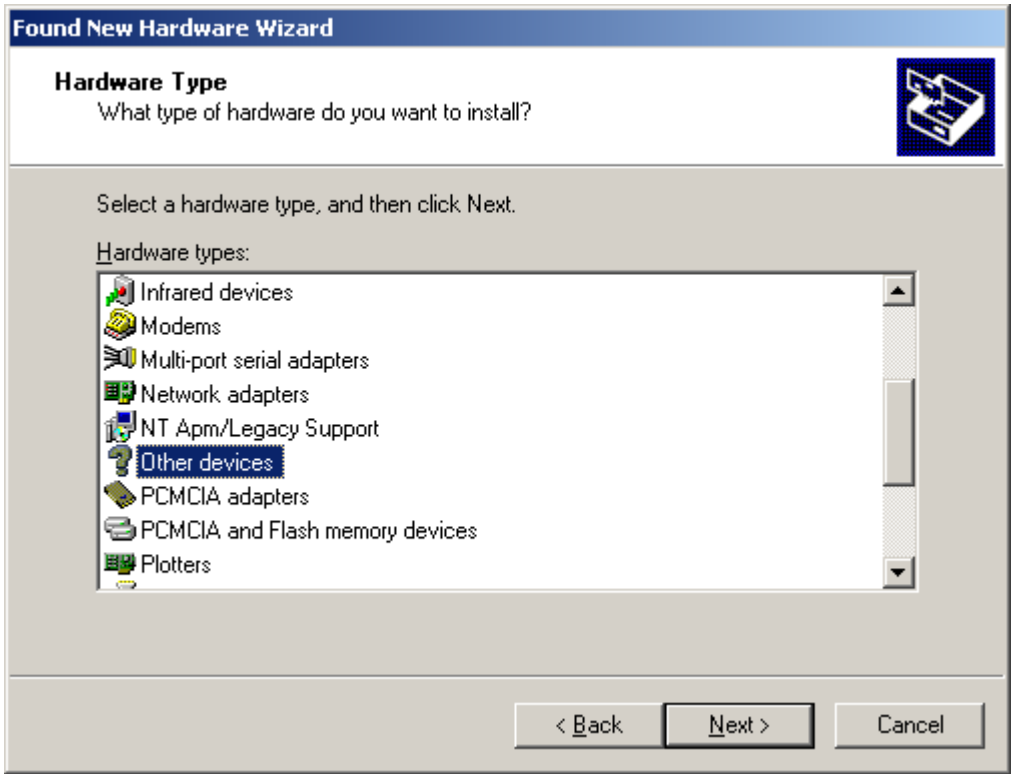 Found New Hardware Wizard
Hardware Type
What type of hardware do you want to install?
Select a hardware type, and then click Next.
Hardware types:
Infrared devices
Modems
Multi-port serial adapters
Network adapters
NT Apm/Legacy Support
Other devices
PCMCIA adapters
PCMCIA and Flash memory devices
Plotters
< Back Next > Cancel